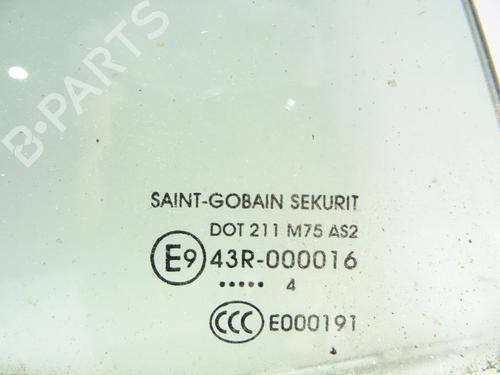 B-PARTS
SAINT-GOBAIN SEKURIT
DOT 211 M75 AS2
E9 43R-000016
..... 4
CCC E000191